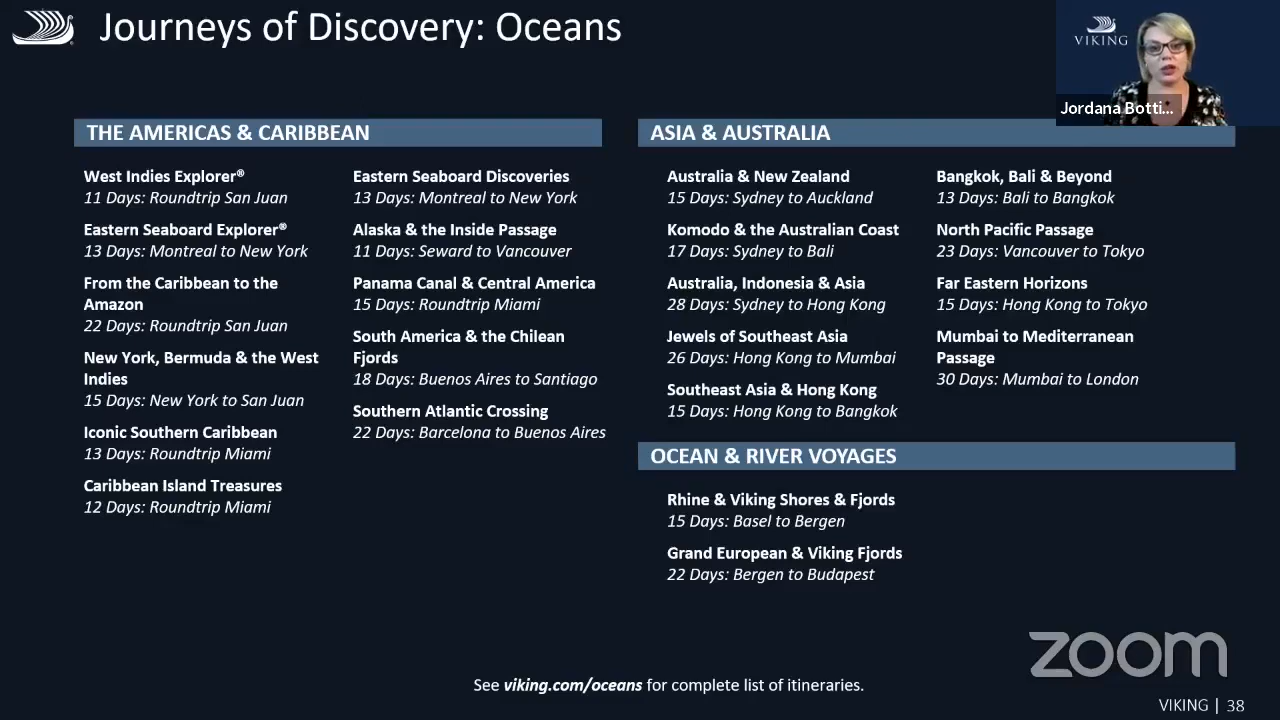 Journeys of Discovery: Oceans
VIKING
Jordana Botti...
THE AMERICAS & CARIBBEAN
West Indies Explorer®
11 Days: Roundtrip San Juan
Eastern Seaboard Explorer®
13 Days: Montreal to New York
From the Caribbean to the
Amazon
22 Days: Roundtrip San Juan
New York, Bermuda & the West
Indies
15 Days: New York to San Juan
Iconic Southern Caribbean
13 Days: Roundtrip Miami
Caribbean Island Treasures
12 Days: Roundtrip Miami
Eastern Seaboard Discoveries
13 Days: Montreal to New York
Alaska & the Inside Passage
11 Days: Seward to Vancouver
Panama Canal & Central America
15 Days: Roundtrip Miami
South America & the Chilean
Fjords
18 Days: Buenos Aires to Santiago
Southern Atlantic Crossing
22 Days: Barcelona to Buenos Aires
ASIA & AUSTRALIA
Australia & New Zealand
15 Days: Sydney to Auckland
Komodo & the Australian Coast
17 Days: Sydney to Bali
Australia, Indonesia & Asia
28 Days: Sydney to Hong Kong
Jewels of Southeast Asia
26 Days: Hong Kong to Mumbai
Southeast Asia & Hong Kong
15 Days: Hong Kong to Bangkok
Bangkok, Bali & Beyond
13 Days: Bali to Bangkok
North Pacific Passage
23 Days: Vancouver to Tokyo
Far Eastern Horizons
15 Days: Hong Kong to Tokyo
Mumbai to Mediterranean
Passage
30 Days: Mumbai to London
OCEAN & RIVER VOYAGES
Rhine & Viking Shores & Fjords
15 Days: Basel to Bergen
Grand European & Viking Fjords
22 Days: Bergen to Budapest
See viking.com/oceans for complete list of itineraries.
zoom
VIKING | 38